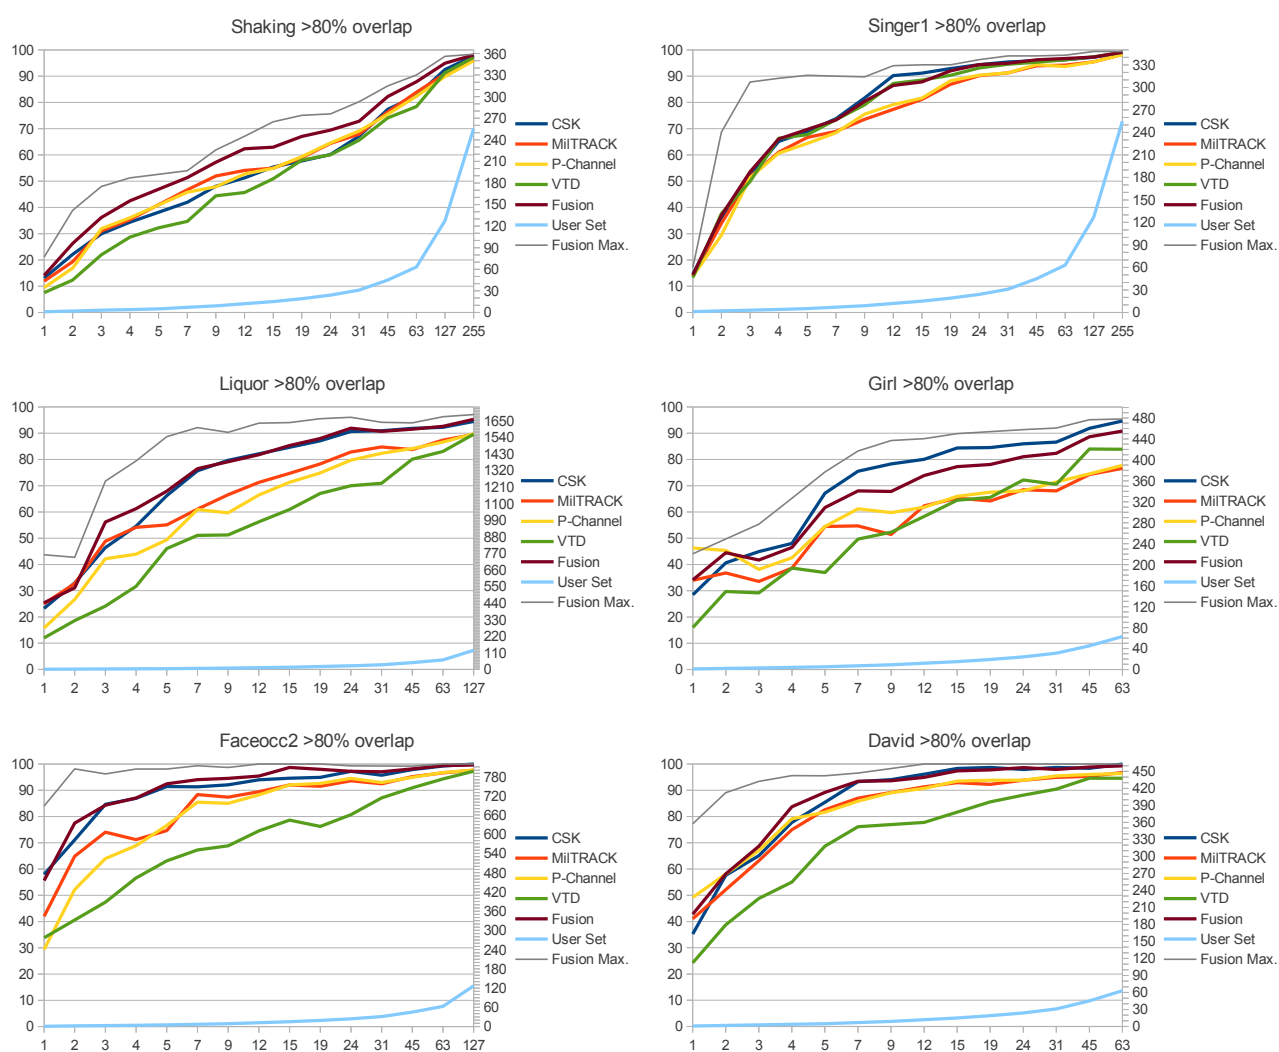 Shaking >80% overlap
100
90
80
70
60
50
40
30
20
10
0
360
330
300
270
240
210
180
150
120
90
60
30
0
1 2 3 4 5 7 9 12 15 19 24 31 45 63 127 255
CSK
MilTRACK
P-Channel
VTD
Fusion
User Set
Fusion Max.
Singer1 >80% overlap
100
90
80
70
60
50
40
30
20
10
0
330
300
270
240
210
180
150
120
90
60
30
0
1 2 3 4 5 7 9 12 15 19 24 31 45 63 127 255
CSK
MilTRACK
P-Channel
VTD
Fusion
User Set
Fusion Max.
Liquor >80% overlap
100
90
80
70
60
50
40
30
20
10
0
1650
1540
1430
1320
1210
1100
990
880
770
660
550
440
330
220
110
0
1 2 3 4 5 7 9 12 15 19 24 31 45 63 127
CSK
MilTRACK
P-Channel
VTD
Fusion
User Set
Fusion Max.
Girl >80% overlap
100
90
80
70
60
50
40
30
20
10
0
480
440
400
360
320
280
240
200
160
120
80
40
0
1 2 3 4 5 7 9 12 15 19 24 31 45 63
CSK
MilTRACK
P-Channel
VTD
Fusion
User Set
Fusion Max.
Faceocc2 >80% overlap
100
90
80
70
60
50
40
30
20
10
0
780
720
660
600
540
480
420
360
300
240
180
120
60
0
1 2 3 4 5 7 9 12 15 19 24 31 45 63 127
CSK
MilTRACK
P-Channel
VTD
Fusion
User Set
Fusion Max.
David >80% overlap
100
90
80
70
60
50
40
30
20
10
0
450
420
390
360
330
300
270
240
210
180
150
120
90
60
30
0
1 2 3 4 5 7 9 12 15 19 24 31 45 63
CSK
MilTRACK
P-Channel
VTD
Fusion
User Set
Fusion Max.